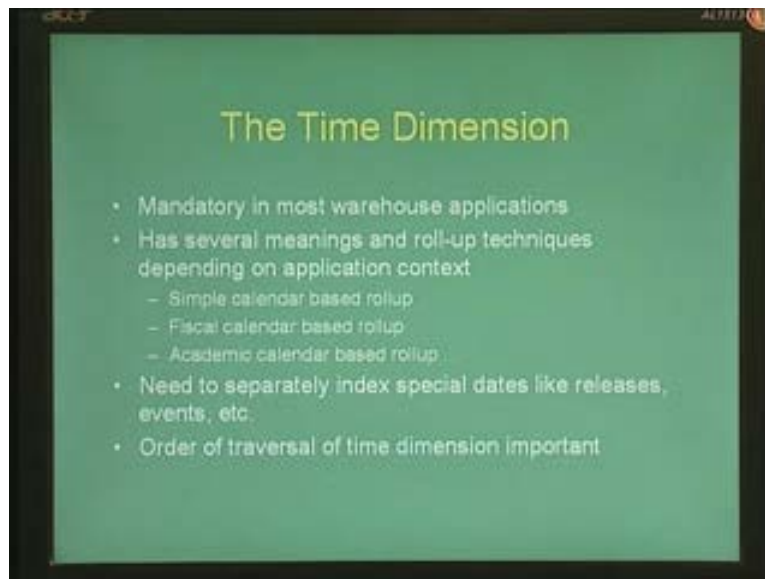 acer
The Time Dimension
• Mandatory in most warehouse applications
• Has several meanings and roll-up techniques
depending on application context
– Simple calendar based rollup
– Fiscal calendar based rollup
– Academic calendar based rollup
• Need to separately index special dates like releases,
events, etc.
• Order of traversal of time dimension important